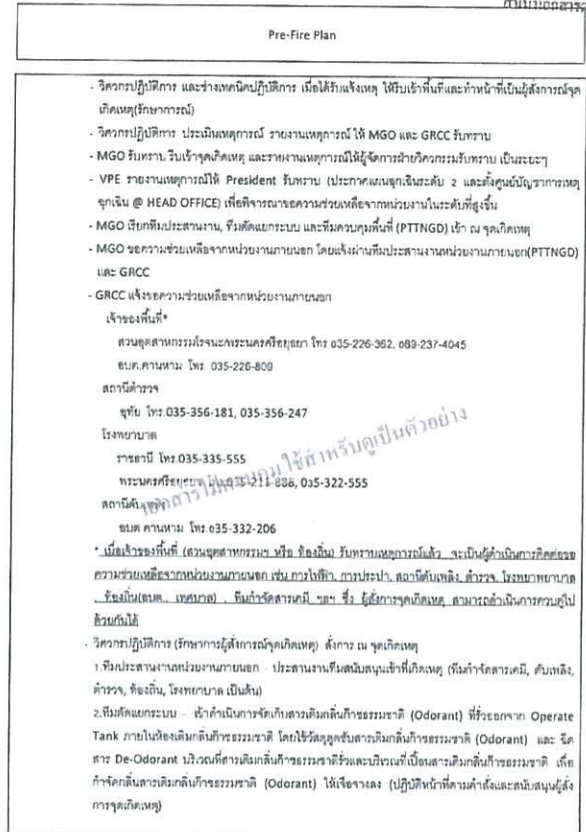 Pre-Fire Plan
- วิศวกรปฏิบัติการ และช่างเทคนิคปฏิบัติการ เมื่อได้รับแจ้งเหตุ ให้รีบเข้าพื้นที่และทำหน้าที่เป็นผู้สั่งการณ์จุด
เกิดเหตุ(รักษาการณ์)
- วิศวกรปฏิบัติการ ประเมินเหตุการณ์ รายงานเหตุการณ์ ให้ MGO และ GRCC รับทราบ
- MGO รับทราบ รีบเข้าจุดเกิดเหตุ และรายงานเหตุการณ์ให้ผู้จัดการฝ่ายวิศวกรรมรับทราบ เป็นระยะๆ
- VPE รายงานเหตุการณ์ให้ President รับทราบ (ประกาศแผนฉุกเฉินระดับ 2 และตั้งศูนย์บัญชาการเหตุ
ฉุกเฉิน @ HEAD OFFICE) เพื่อพิจารณาขอความช่วยเหลือจากหน่วยงานในระดับที่สูงขึ้น
- MGO เรียกทีมประสานงาน, ทีมตัดแยกระบบ และทีมควบคุมพื้นที่ (PTTNGD) เข้า ณ จุดเกิดเหตุ
- MGO ขอความช่วยเหลือจากหน่วยงานภายนอก โดยแจ้งผ่านทีมประสานงานหน่วยงานภายนอก(PTTNGD)
และ GRCC
- GRCC แจ้งขอความช่วยเหลือจากหน่วยงานภายนอก
เจ้าของพื้นที่*
สวนอุตสาหกรรมโรจนะ/พระนครศรีอยุธยา โทร 035-226-362, 089-237-4045
อบต.คานหาม โทร. 035-226-809
สถานีตำรวจ
อุทัย โทร.035-356-181, 035-356-247
โรงพยาบาล
ราชธานี โทร.035-335-555
พระนครศรีอยุธยา 035-211-888, 035-322-555
เอกสารไม่ควบคุม ใช้สำหรับดูเป็นตัวอย่าง
สถานีดับเพลิง
อบต คานหาม โทร.035-332-206
* เมื่อเจ้าของพื้นที่ (สวนอุตสาหกรรมฯ หรือ ท้องถิ่น) รับทราบเหตุการณ์แล้ว จะเป็นผู้ดำเนินการติดต่อขอ
ความช่วยเหลือจากหน่วยงานภายนอก เช่น การไฟฟ้า, การประปา, สถานีดับเพลิง, ตำรวจ, โรงพยาพยาบาล
, ท้องถิ่น(อบต., เทศบาล) , ทีมกำจัดสารเคมี ฯลฯ ซึ่ง ผู้สั่งการจุดเกิดเหตุ สามารถดำเนินการควบคู่ไป
ด้วยกันได้
- วิศวกรปฏิบัติการ (รักษาการผู้สั่งการณ์จุดเกิดเหตุ) สั่งการ ณ จุดเกิดเหตุ
1.ทีมประสานงานหน่วยงานภายนอก - ประสานงานทีมสนับสนุนเข้าที่เกิดเหตุ (ทีมกำจัดสารเคมี, ดับเพลิง,
ตำรวจ, ท้องถิ่น, โรงพยาบาล เป็นต้น)
2.ทีมตัดแยกระบบ - เข้าดำเนินการจัดเก็บสารเติมกลิ่นก๊าซธรรมชาติ (Odorant) ที่รั่วออกจาก Operate
Tank ภายในห้องเติมกลิ่นก๊าซธรรมชาติ โดยใช้วัสดุดูดซับสารเติมกลิ่นก๊าซธรรมชาติ (Odorant) และ ฉีด
สาร De-Odorant บริเวณที่สารเติมกลิ่นก๊าซธรรมชาติรั่วและบริเวณที่เปื้อนสารเติมกลิ่นก๊าซธรรมชาติ เพื่อ
กำจัดกลิ่นสารเติมกลิ่นก๊าซธรรมชาติ (Odorant) ให้เจือจางลง (ปฏิบัติหน้าที่ตามคำสั่งและสนับสนุนผู้สั่ง
การจุดเกิดเหตุ)